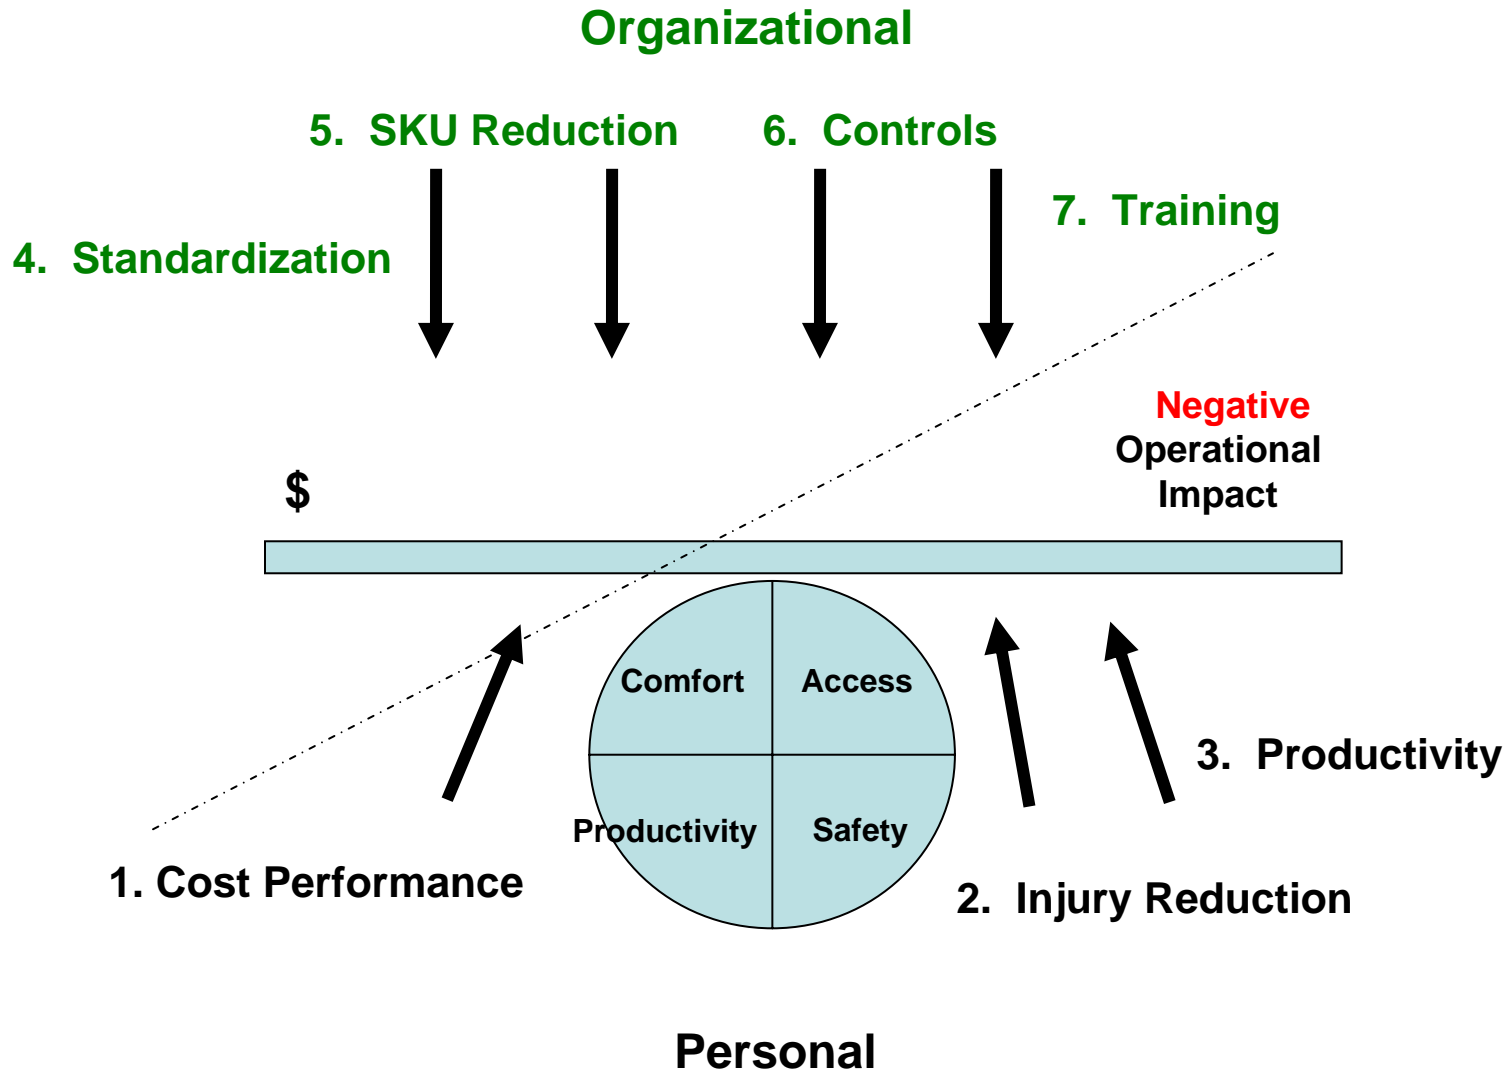 Organizational
5. SKU Reduction
6. Controls
7. Training
4. Standardization
Negative
Operational
Impact
$
Comfort
Access
3. Productivity
Productivity
Safety
1. Cost Performance
2. Injury Reduction
Personal